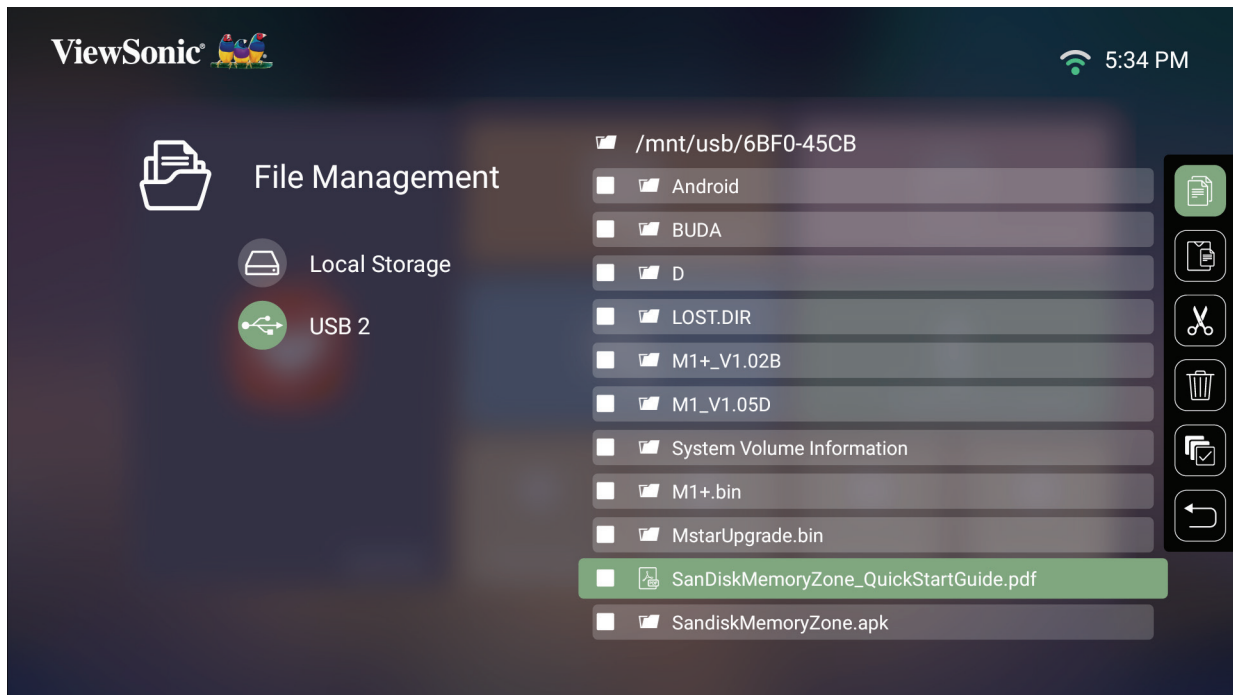 ViewSonic®
5:34 PM
File Management
Local Storage
USB 2
/mnt/usb/6BF0-45CB
Android
BUDA
D
LOST.DIR
M1+_V1.02B
M1_V1.05D
System Volume Information
M1+.bin
MstarUpgrade.bin
SanDiskMemoryZone_QuickStartGuide.pdf
SandiskMemoryZone.apk